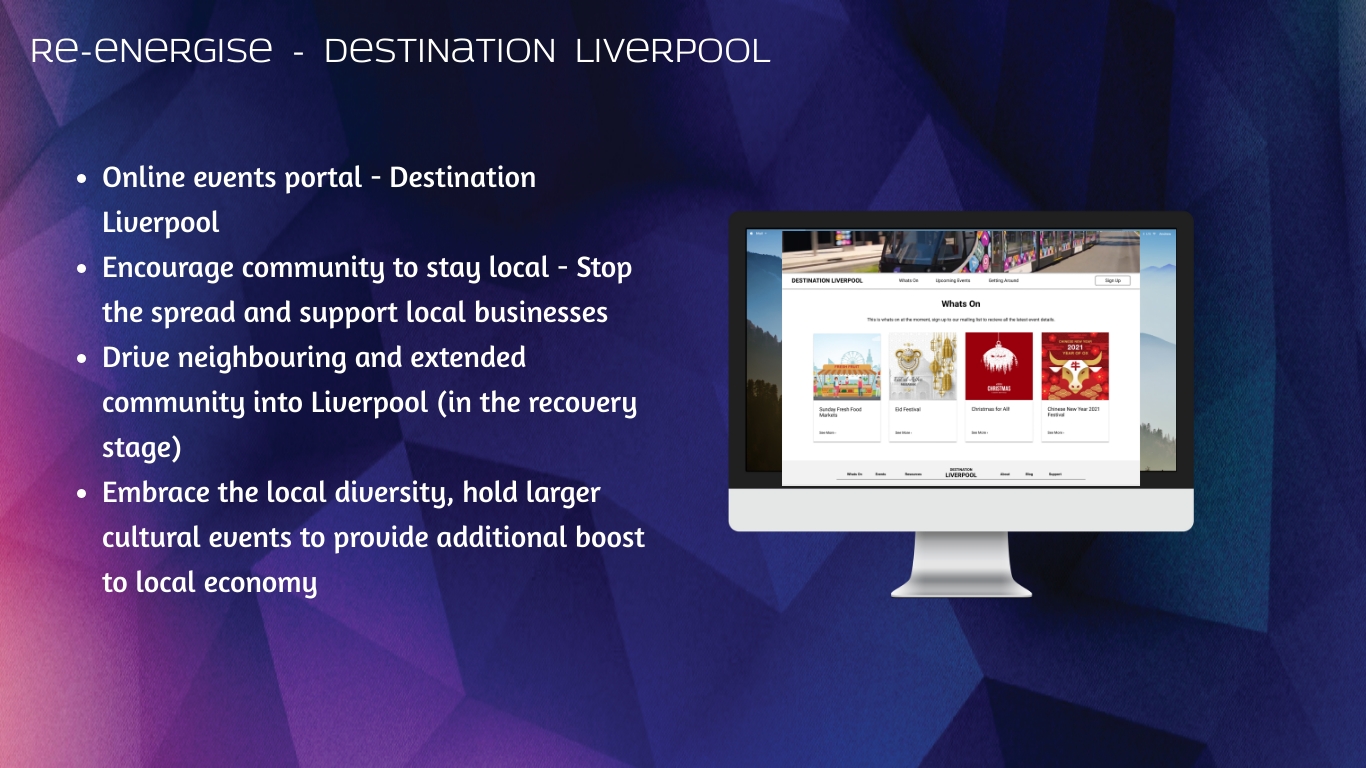 Re-energise - Destination Liverpool
• Online events portal - Destination
Liverpool
• Encourage community to stay local - Stop
the spread and support local businesses
• Drive neighbouring and extended
community into Liverpool (in the recovery
stage)
• Embrace the local diversity, hold larger
cultural events to provide additional boost
to local economy
DESTINATION LIVERPOOL
Whats On
Upcoming Events
Getting Around
Sign Up
Whats On
This is whats on at the moment, sign up to our mailing list to receive all the latest event details.
FRESH FRUIT
CHRISTMAS
CHINESE NEW YEAR
2021
YEAR OF OX
牛
Sunday Fresh Food
Markets
Eid Festival
Christmas for All!
Chinese New Year 2021
Festival
See More ›
See More ›
See More ›
See More ›
Whats On
Events
Resources
DESTINATION
LIVERPOOL
About
Blog
Support